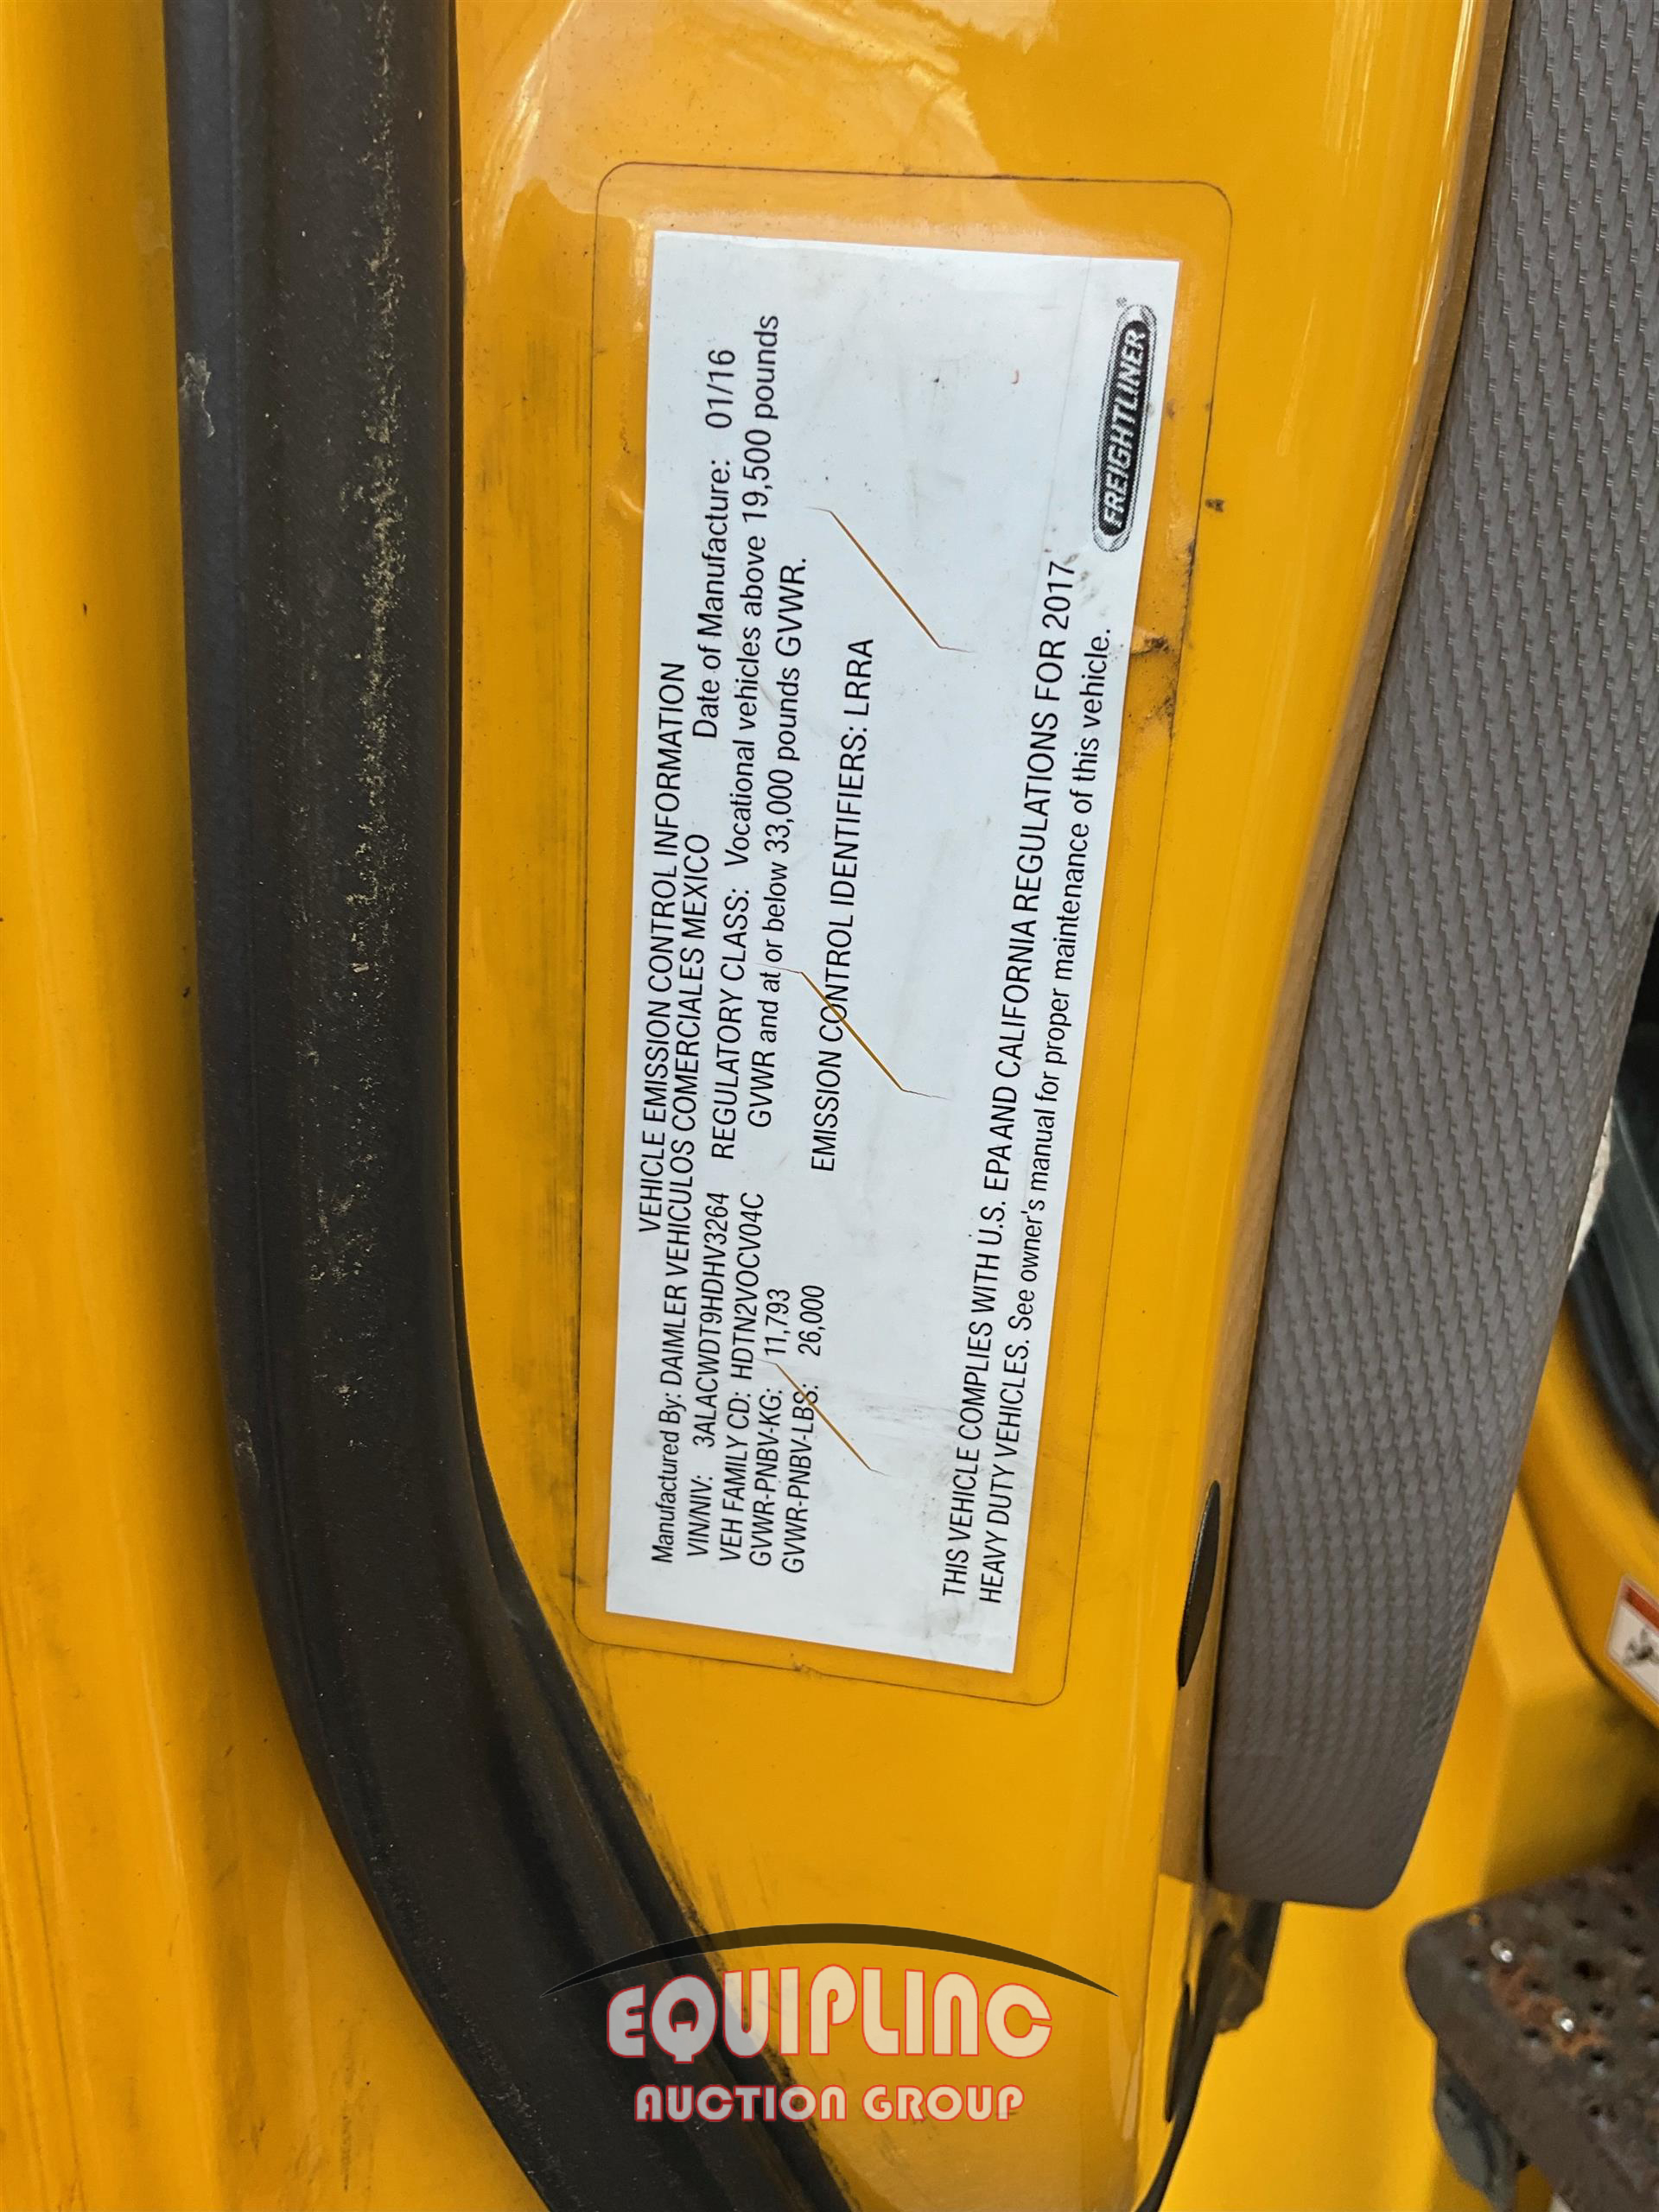 VEHICLE EMISSION CONTROL INFORMATION
Manufactured By: DAIMLER VEHICULOS COMERCIALES MEXICO
VIN/NIV: 3ALACWDT9HDHV3264 Date of Manufacture: 01/16
VEH FAMILY CD: HDTN2VOCV04C REGULATORY CLASS: Vocational vehicles above 19,500 pounds
GVWR-PNBV-KG: 11,793 GVWR and at or below 33,000 pounds GVWR.
GVWR-PNBV-LBS: 26,000
EMISSION CONTROL IDENTIFIERS: LRRA
THIS VEHICLE COMPLIES WITH U.S. EPA AND CALIFORNIA REGULATIONS FOR 2017
HEAVY DUTY VEHICLES. See owner's manual for proper maintenance of this vehicle.
FREIGHTLINER®
A
EQUIPLINC
AUCTION GROUP